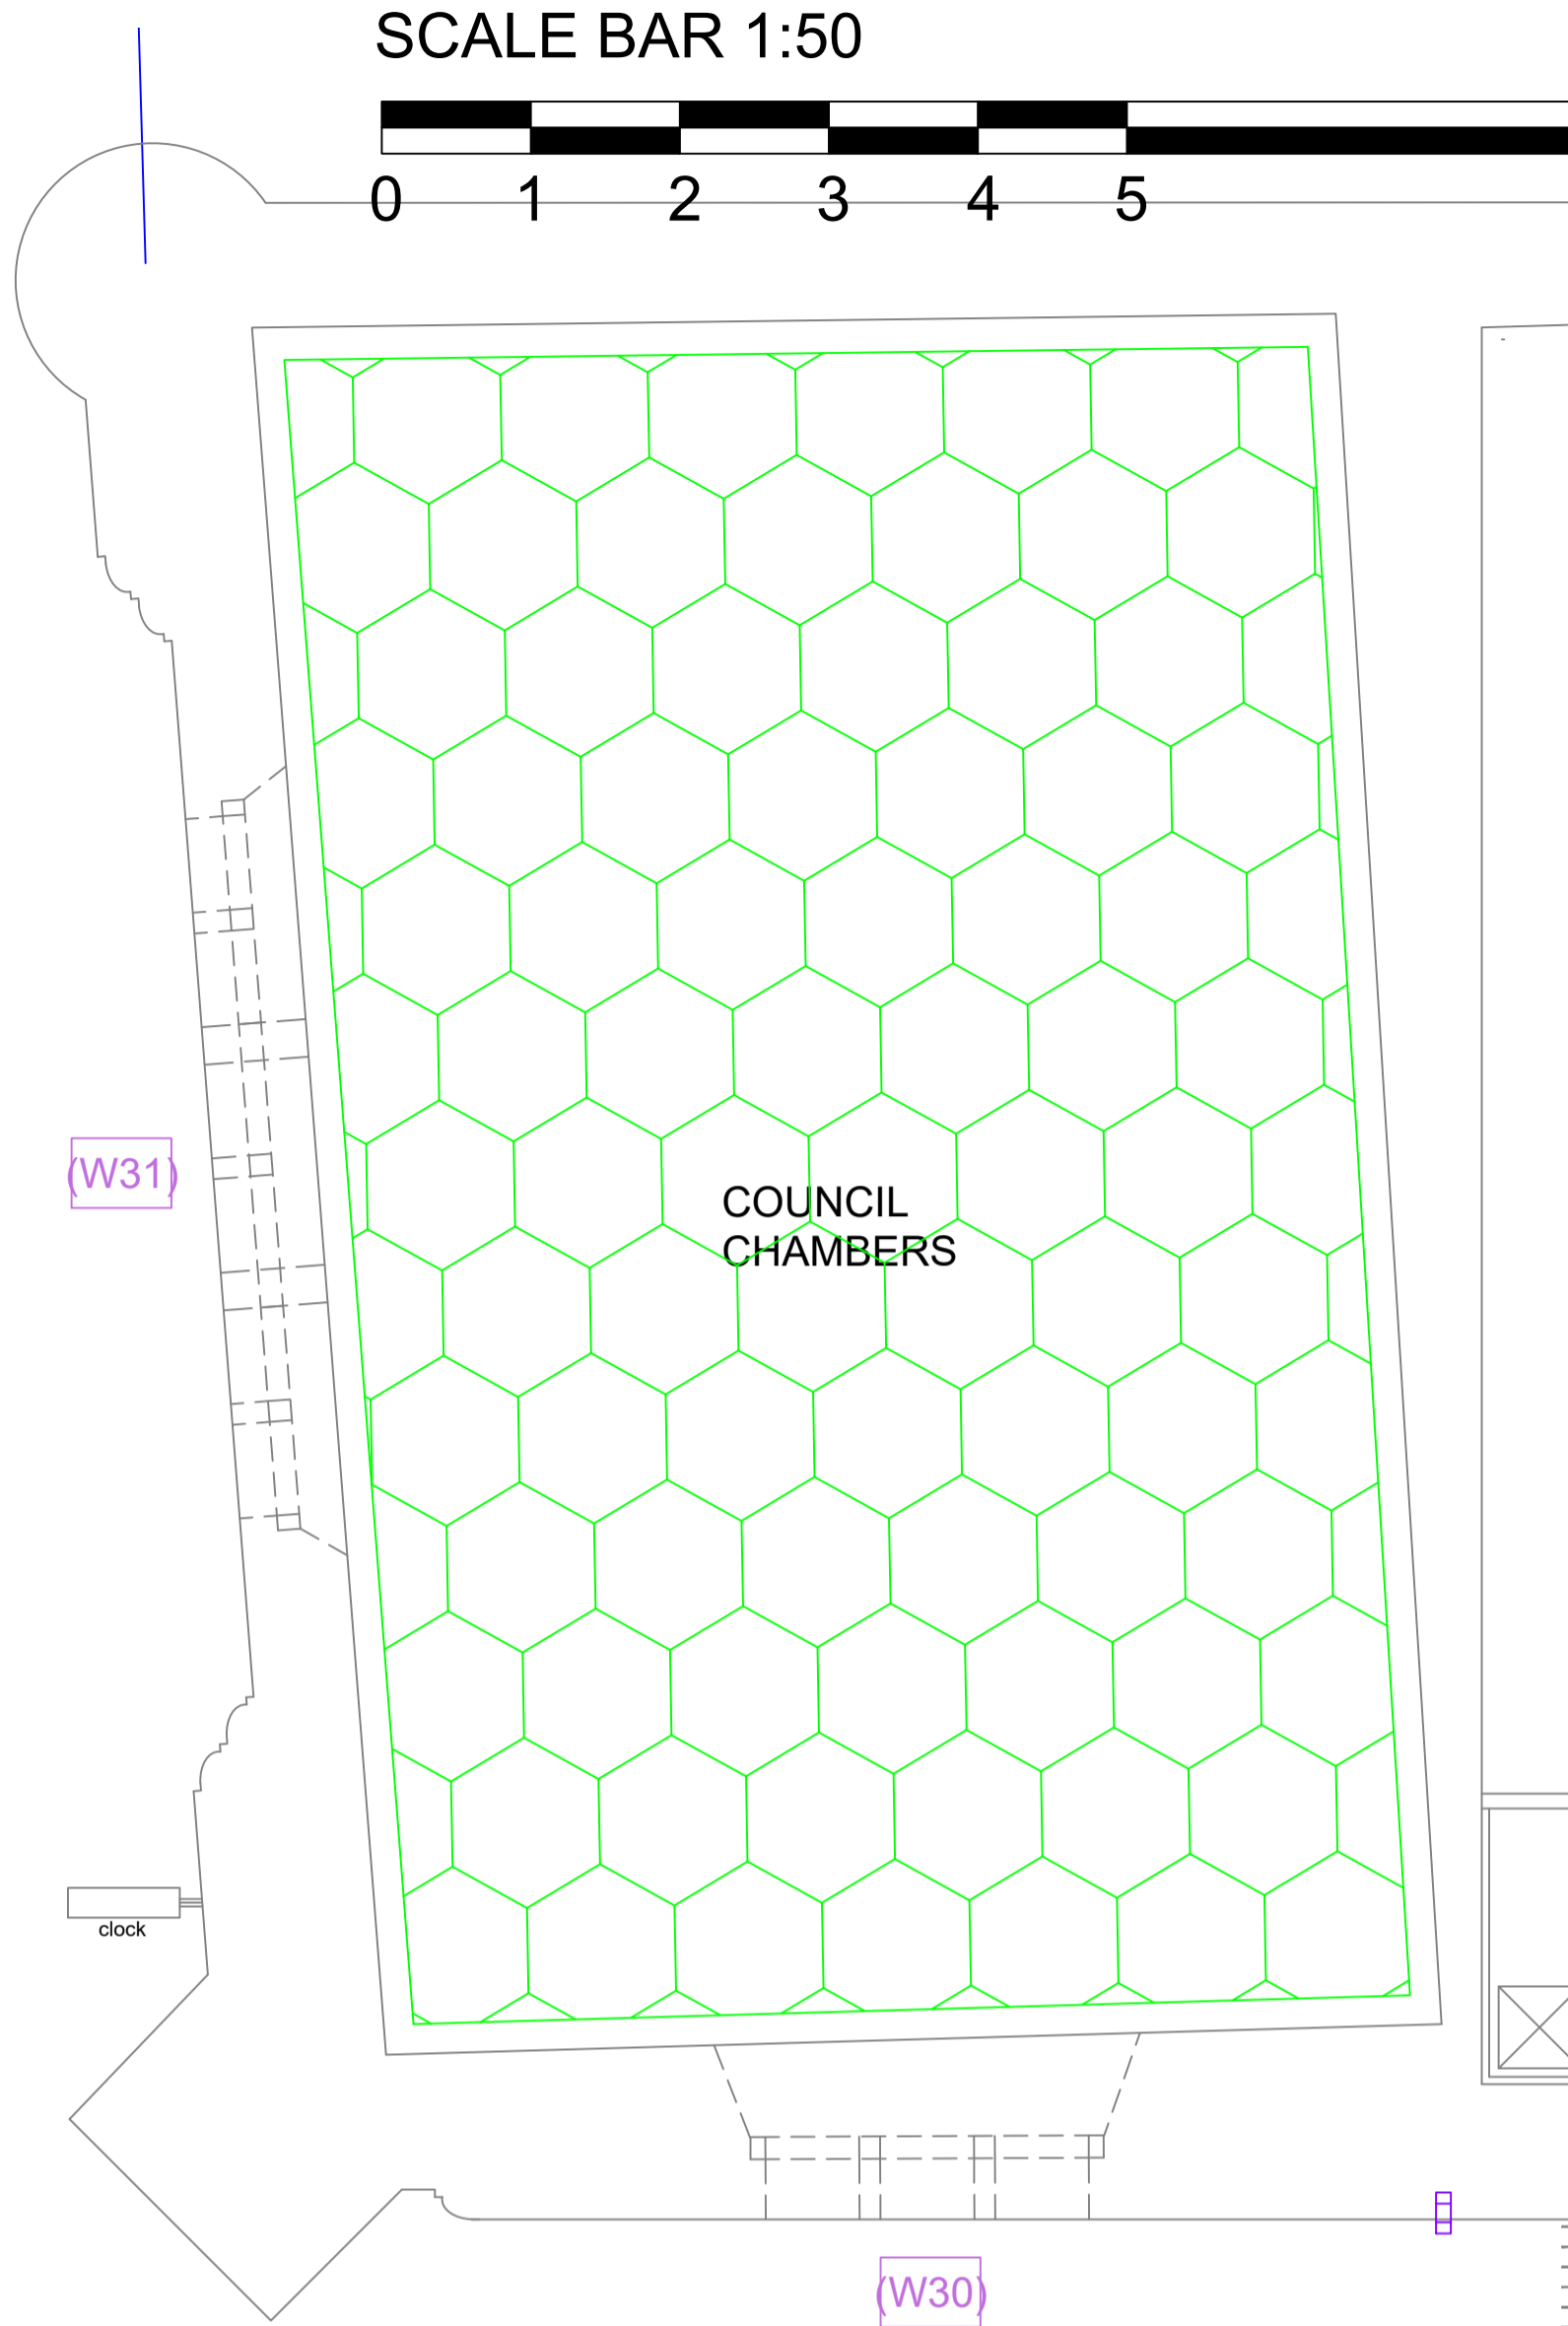 SCALE BAR 1:50
0 1 2 3 4 5
(W31)
COUNCIL
CHAMBERS
clock
(W30)